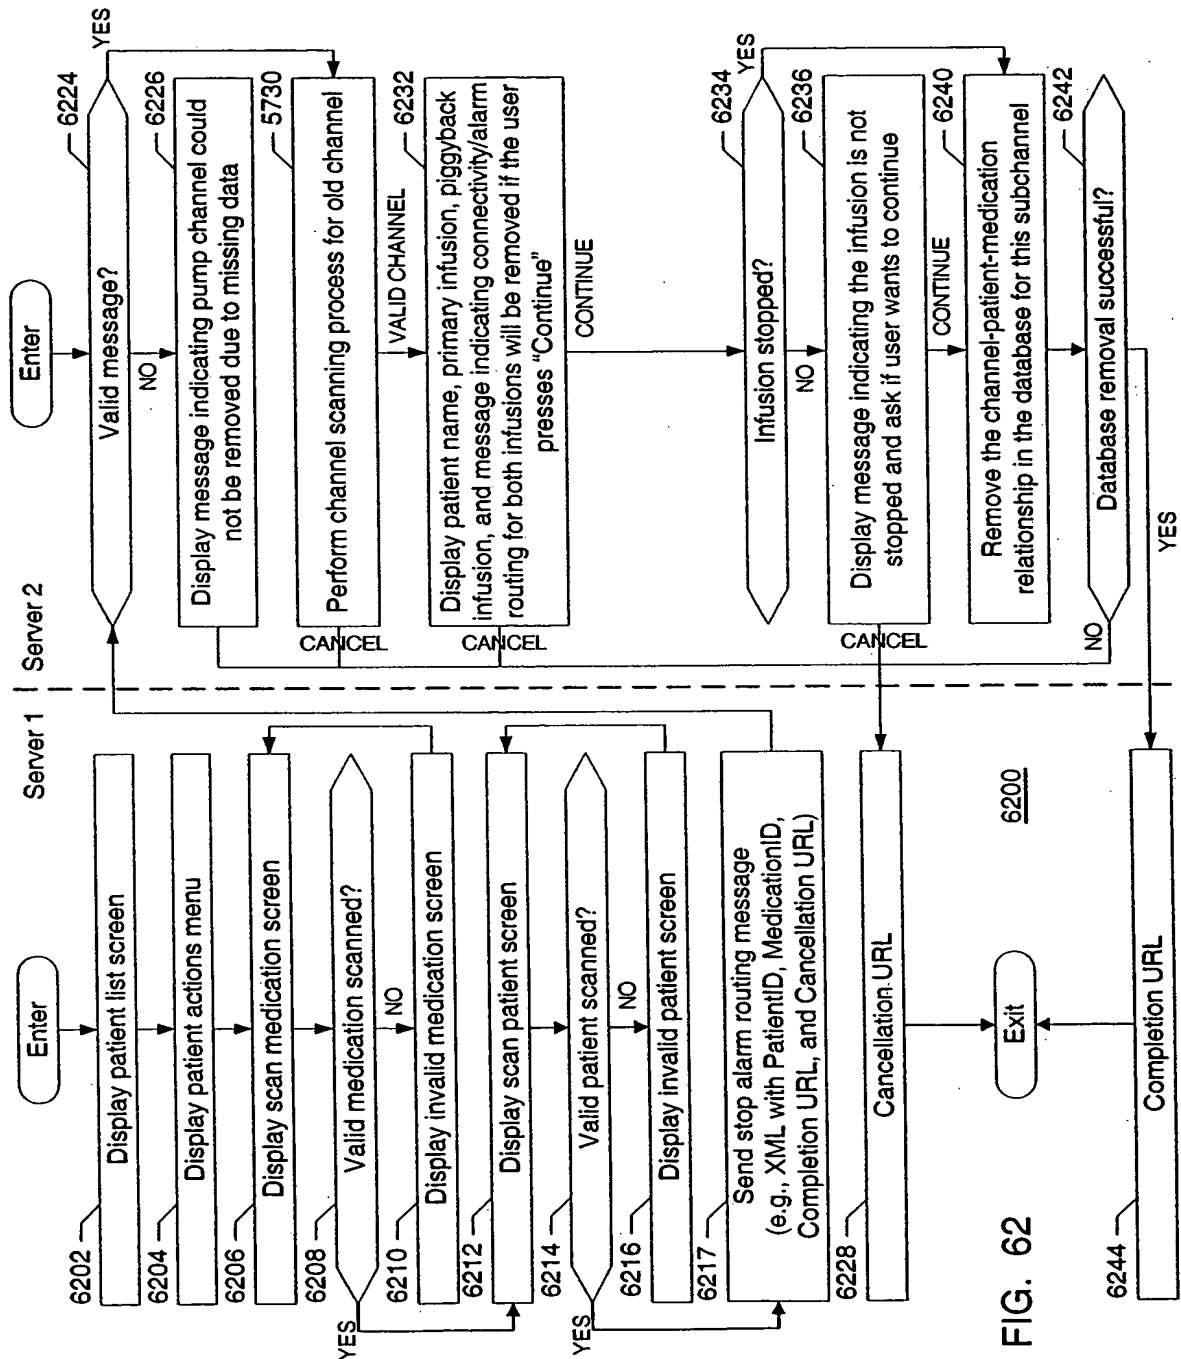 Server 1
Enter
6202
Display patient list screen
6204
Display patient actions menu
6206
Display scan medication screen
6208
Valid medication scanned?
YES
NO
6210
Display invalid medication screen
6212
Display scan patient screen
6214
Valid patient scanned?
YES
NO
6216
Display invalid patient screen
6217
Send stop alarm routing message
(e.g., XML with PatientID, MedicationID,
Completion URL, and Cancellation URL)
6228
Cancellation URL
Exit
6244
Completion URL
6200
FIG. 62
Server 2
Enter
6224
Valid message?
YES
NO
6226
Display message indicating pump channel could
not be removed due to missing data
5730
Perform channel scanning process for old channel
CANCEL
VALID CHANNEL
6232
Display patient name, primary infusion, piggyback
infusion, and message indicating connectivity/alarm
routing for both infusions will be removed if the user
presses “Continue”
CANCEL
CONTINUE
6234
Infusion stopped?
YES
NO
6236
Display message indicating the infusion is not
stopped and ask if user wants to continue
CANCEL
CONTINUE
6240
Remove the channel-patient-medication
relationship in the database for this subchannel
6242
Database removal successful?
NO
YES